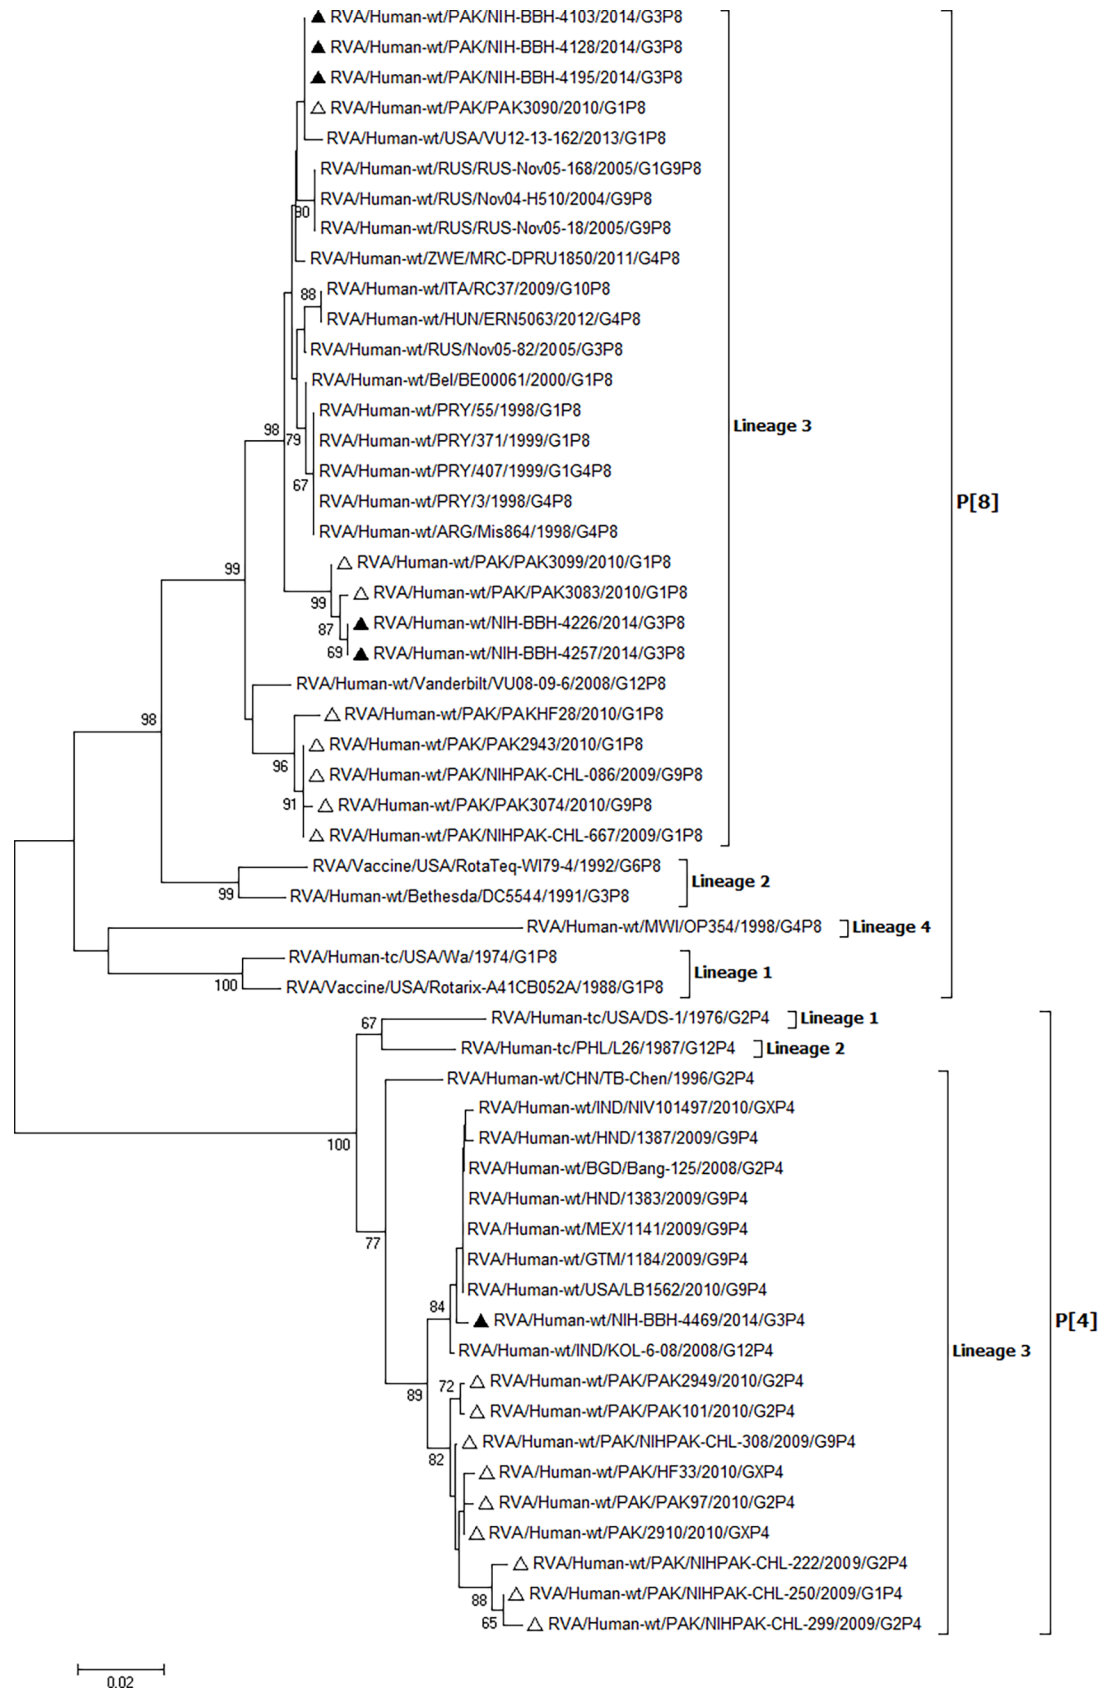 RVA/Human-wt/PAK/NIH-BBH-4103/2014/G3P8
RVA/Human-wt/PAK/NIH-BBH-4128/2014/G3P8
RVA/Human-wt/PAK/NIH-BBH-4195/2014/G3P8
RVA/Human-wt/PAK/PAK3090/2010/G1P8
RVA/Human-wt/USA/VU12-13-162/2013/G1P8
RVA/Human-wt/RUS/RUS-Nov05-168/2005/G1G9P8
RVA/Human-wt/RUS/Nov04-H510/2004/G9P8
90
RVA/Human-wt/RUS/RUS-Nov05-18/2005/G9P8
RVA/Human-wt/ZWE/MRC-DPRU1850/2011/G4P8
88
RVA/Human-wt/ITA/RC37/2009/G10P8
RVA/Human-wt/HUN/ERN5063/2012/G4P8
RVA/Human-wt/RUS/Nov05-82/2005/G3P8
RVA/Human-wt/Bel/BE00061/2000/G1P8
RVA/Human-wt/PRY/55/1998/G1P8
Lineage 3
98
79
RVA/Human-wt/PRY/371/1999/G1P8
RVA/Human-wt/PRY/407/1999/G1G4P8
67
RVA/Human-wt/PRY/3/1998/G4P8
P[8]
RVA/Human-wt/ARG/Mis864/1998/G4P8
RVA/Human-wt/PAK/PAK3099/2010/G1P8
99
RVA/Human-wt/PAK/PAK3083/2010/G1P8
99
RVA/Human-wt/NIH-BBH-4226/2014/G3P8
87
RVA/Human-wt/NIH-BBH-4257/2014/G3P8
69
RVA/Human-wt/Vanderbilt/VU08-09-6/2008/G12P8
RVA/Human-wt/PAK/PAKHF28/2010/G1P8
98
RVA/Human-wt/PAK/PAK2943/2010/G1P8
96
RVA/Human-wt/PAK/NIHPAK-CHL-086/2009/G9P8
91
RVA/Human-wt/PAK/PAK3074/2010/G9P8
RVA/Human-wt/PAK/NIHPAK-CHL-667/2009/G1P8
RVA/Vaccine/USA/RotaTeq-WI79-4/1992/G6P8
Lineage 2
99
RVA/Human-wt/Bethesda/DC5544/1991/G3P8
RVA/Human-wt/MWI/OP354/1998/G4P8
Lineage 4
RVA/Human-tc/USA/Wa/1974/G1P8
Lineage 1
100
RVA/Vaccine/USA/Rotarix-A41CB052A/1988/G1P8
67
RVA/Human-tc/USA/DS-1/1976/G2P4
Lineage 1
RVA/Human-tc/PHL/L26/1987/G12P4
Lineage 2
RVA/Human-wt/CHN/TB-Chen/1996/G2P4
RVA/Human-wt/IND/NIV101497/2010/GXP4
RVA/Human-wt/HND/1387/2009/G9P4
100
RVA/Human-wt/BGD/Bang-125/2008/G2P4
RVA/Human-wt/HND/1383/2009/G9P4
RVA/Human-wt/MEX/1141/2009/G9P4
77
RVA/Human-wt/GTM/1184/2009/G9P4
RVA/Human-wt/USA/LB1562/2010/G9P4
84
RVA/Human-wt/NIH-BBH-4469/2014/G3P4
P[4]
RVA/Human-wt/IND/KOL-6-08/2008/G12P4
Lineage 3
RVA/Human-wt/PAK/PAK2949/2010/G2P4
72
89
RVA/Human-wt/PAK/PAK101/2010/G2P4
RVA/Human-wt/PAK/NIHPAK-CHL-308/2009/G9P4
82
RVA/Human-wt/PAK/HF33/2010/GXP4
RVA/Human-wt/PAK/PAK97/2010/G2P4
RVA/Human-wt/PAK/2910/2010/GXP4
RVA/Human-wt/PAK/NIHPAK-CHL-222/2009/G2P4
RVA/Human-wt/PAK/NIHPAK-CHL-250/2009/G1P4
88
RVA/Human-wt/PAK/NIHPAK-CHL-299/2009/G2P4
65
0.02